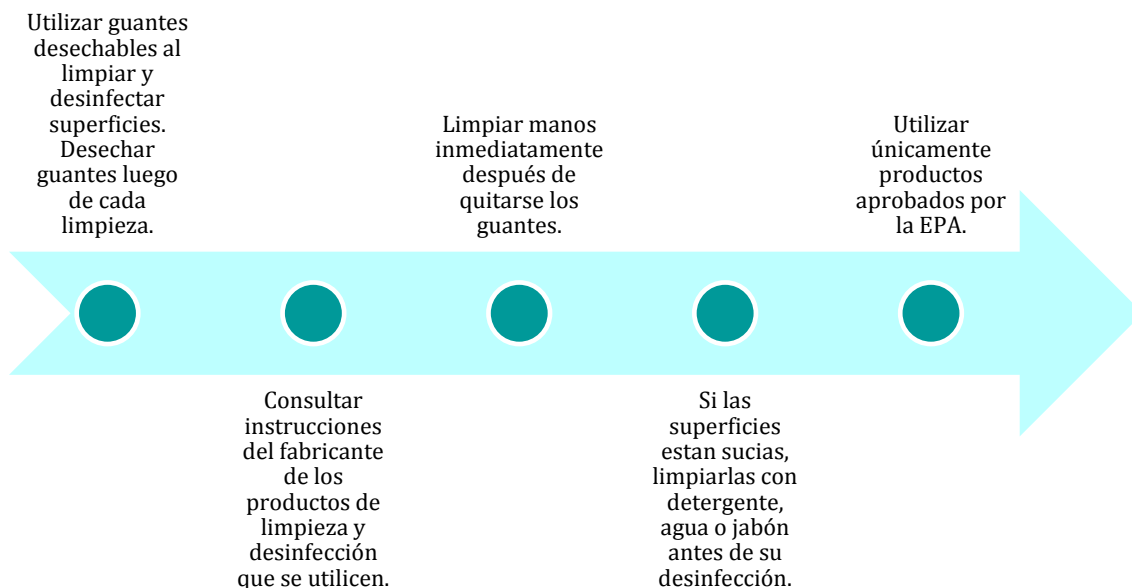 Utilizar guantes
desechables al
limpiar y
desinfectar
superficies.
Desechar
guantes luego
de cada
limpieza.
Consultar
instrucciones
del fabricante
de los
productos de
limpieza y
desinfección
que se utilicen.
Limpiar manos
inmediatamente
después de
quitarse los
guantes.
Si las
superficies
estan sucias,
limpiarlas con
detergente,
agua o jabón
antes de su
desinfección.
Utilizar
únicamente
productos
aprobados por
la EPA.